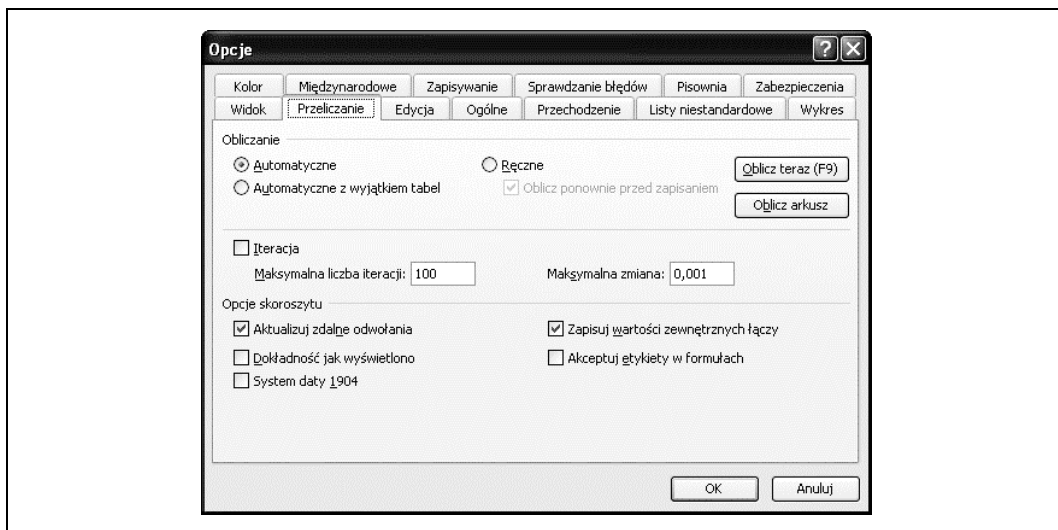 Opcje
Kolor Międzynarodowe Zapisywanie Sprawdzanie błędów Pisownia Zabezpieczenia
Widok Przeliczanie Edycja Ogólne Przechodzenie Listy niestandardowe Wykres
Obliczanie
Automatyczne Ręczne Oblicz teraz (F9)
Automatyczne z wyjątkiem tabel Oblicz ponownie przed zapisaniem
Oblicz arkusz
Iteracja
Maksymalna liczba iteracji: 100 Maksymalna zmiana: 0,001
Opcje skoroszytu
Aktualizuj zdalne odwołania Zapisuj wartości zewnętrznych łączy
Dokładność jak wyświetlono Akceptuj etykiety w formułach
System daty 1904
OK Anuluj